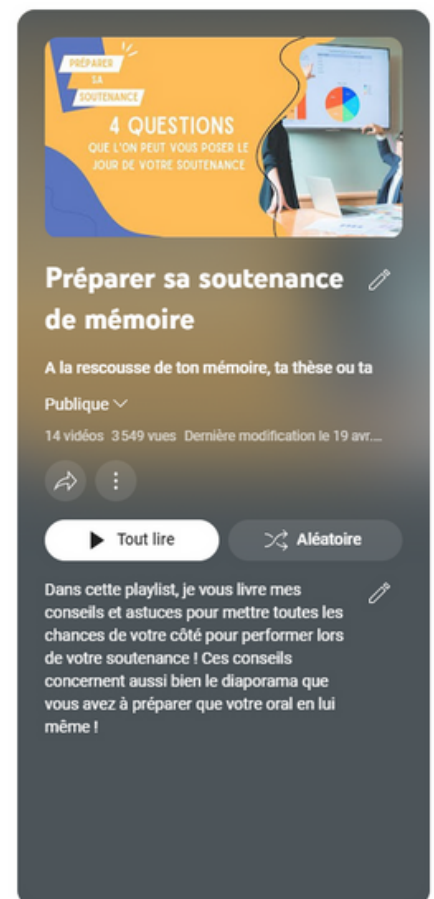 PRÉPARER
SA
SOUTENANCE
4 QUESTIONS
QUE L'ON PEUT VOUS POSER LE
JOUR DE VOTRE SOUTENANCE
Préparer sa soutenance
de mémoire
A la rescousse de ton mémoire, ta thèse ou ta
Publique
14 vidéos 3 549 vues Dernière modification le 19 avr....
Tout lire
Aléatoire
Dans cette playlist, je vous livre mes
conseils et astuces pour mettre toutes les
chances de votre côté pour performer lors
de votre soutenance ! Ces conseils
concernent aussi bien le diaporama que
vous avez à préparer que votre oral en lui
même !